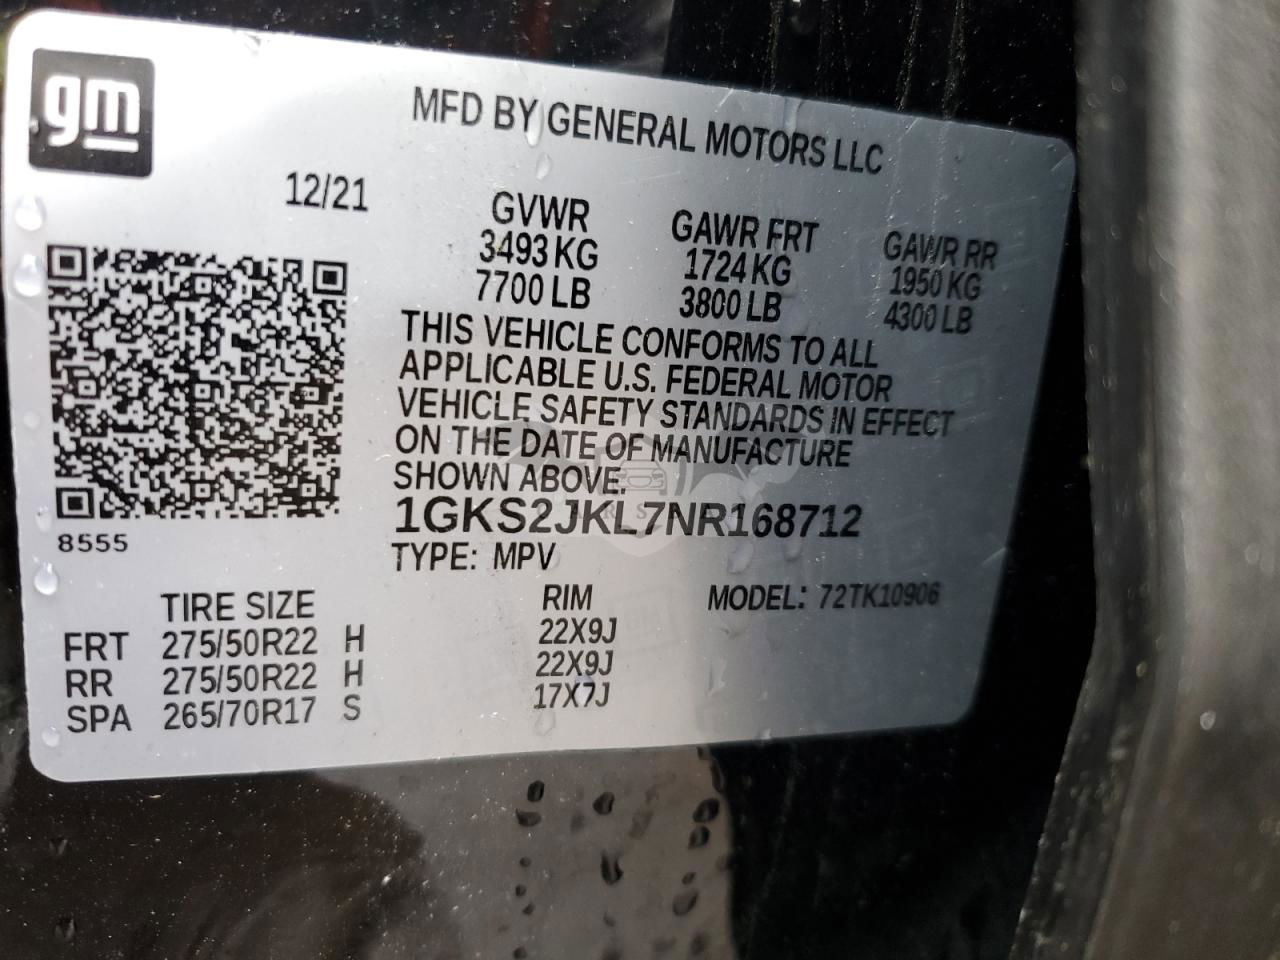 gm
MFD BY GENERAL MOTORS LLC
12/21
GVWR GAWR FRT GAWR RR
3493 KG 1724 KG 1950 KG
7700 LB 3800 LB 4300 LB
THIS VEHICLE CONFORMS TO ALL
APPLICABLE U.S. FEDERAL MOTOR
VEHICLE SAFETY STANDARDS IN EFFECT
ON THE DATE OF MANUFACTURE
SHOWN ABOVE.
1GKS2JKL7NR168712
8555
TYPE: MPV
TIRE SIZE RIM MODEL: 72TK10906
FRT 275/50R22 H 22X9J
RR 275/50R22 H 22X9J
SPA 265/70R17 S 17X7J